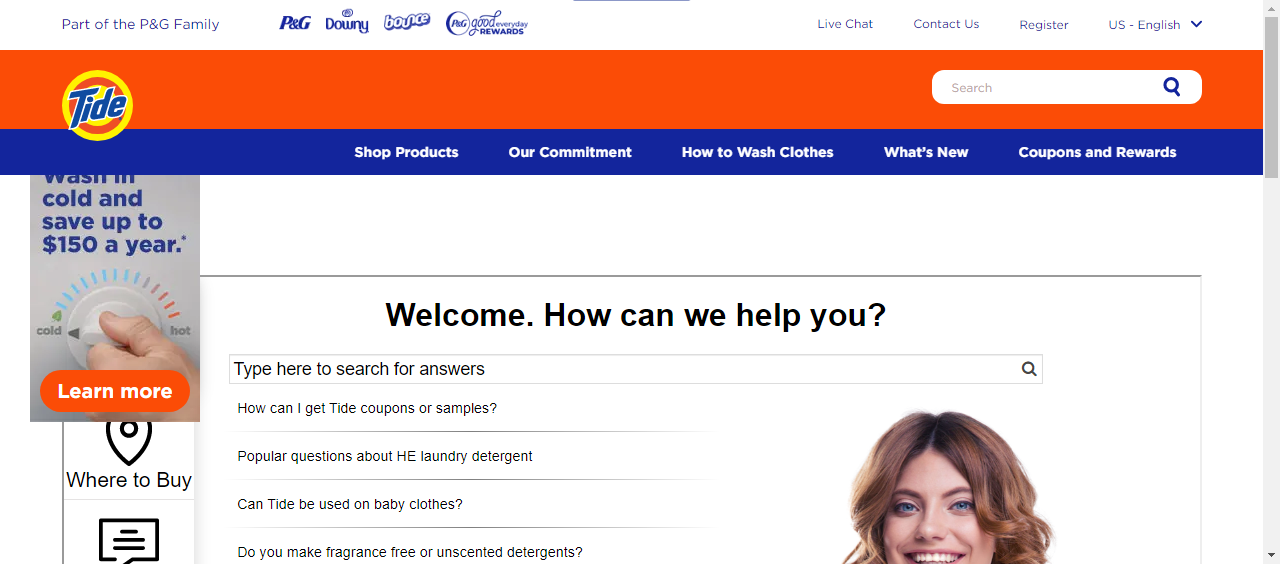 Part of the P&G Family
P&G
Downy
bounce
P&G good everyday
REWARDS
Live Chat
Contact Us
Register
US - English
Tide
Search
Shop Products
Our Commitment
How to Wash Clothes
What's New
Coupons and Rewards
Wash in
cold and
save up to
$150 a year.*
cold
hot
Learn more
Where to Buy
Welcome. How can we help you?
Type here to search for answers
How can I get Tide coupons or samples?
Popular questions about HE laundry detergent
Can Tide be used on baby clothes?
Do you make fragrance free or unscented detergents?